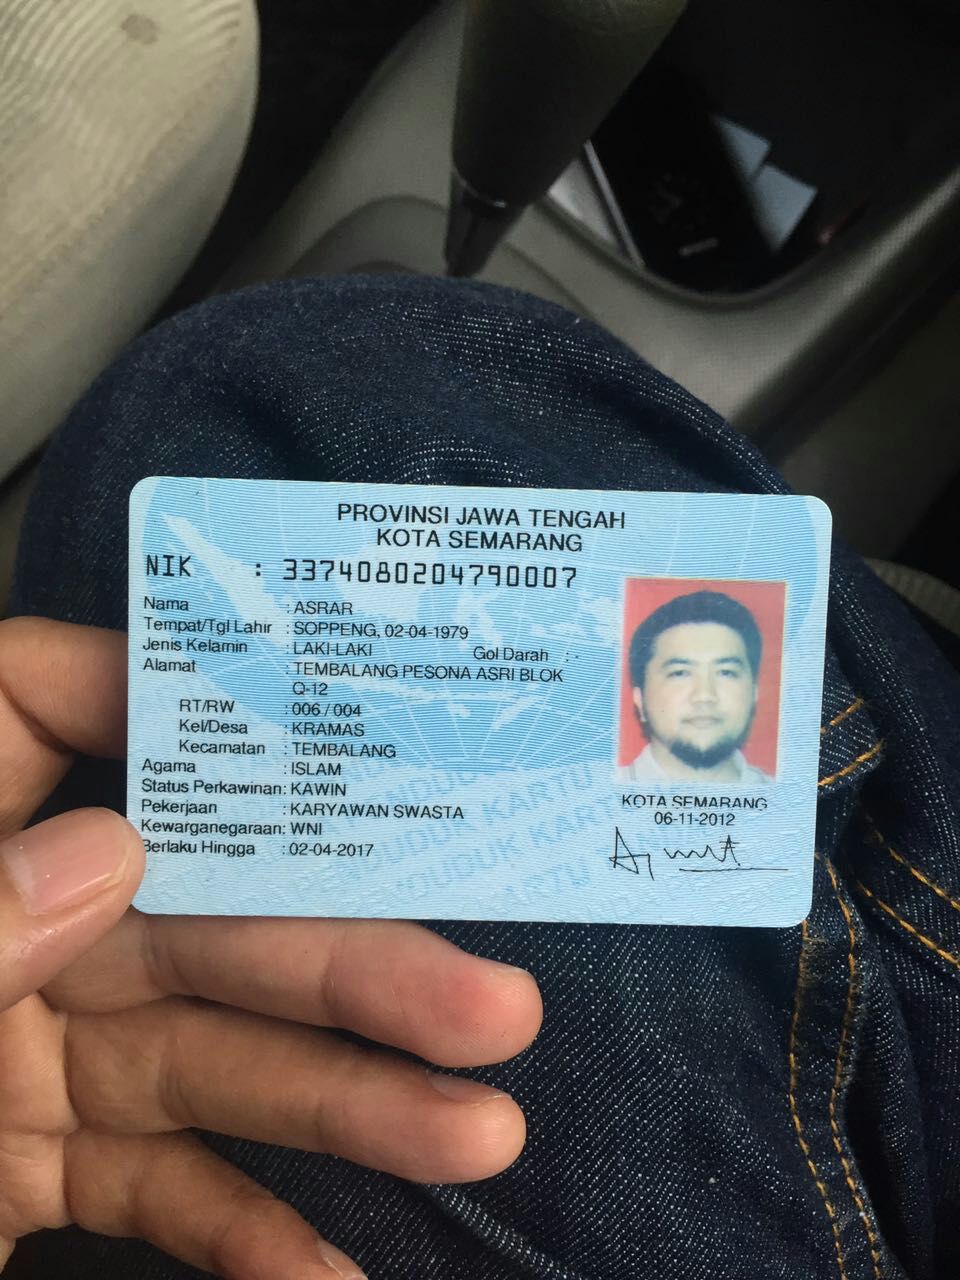 PROVINSI JAWA TENGAH
KOTA SEMARANG
NIK : 3374080204790007
Nama : ASRAR
Tempat/Tgl Lahir : SOPPENG, 02-04-1979
Jenis Kelamin : LAKI-LAKI Gol Darah : -
Alamat : TEMBALANG PESONA ASRI BLOK
Q-12
RT/RW : 006 / 004
Kel/Desa : KRAMAS
Kecamatan : TEMBALANG
Agama : ISLAM
Status Perkawinan: KAWIN
Pekerjaan : KARYAWAN SWASTA
Kewarganegaraan: WNI
Berlaku Hingga : 02-04-2017
KOTA SEMARANG
06-11-2012